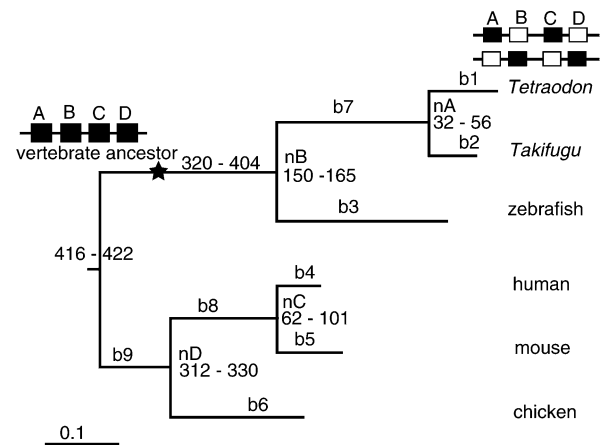 A B C D
b1
Tetraodon
b7
nA
32 - 56
A B C D
b2
Takifugu
vertebrate ancestor
320 - 404
nB
150 -165
b3
zebrafish
416 - 422
b4
human
b8
nC
62 - 101
b5
mouse
b9
nD
312 - 330
b6
chicken
0.1